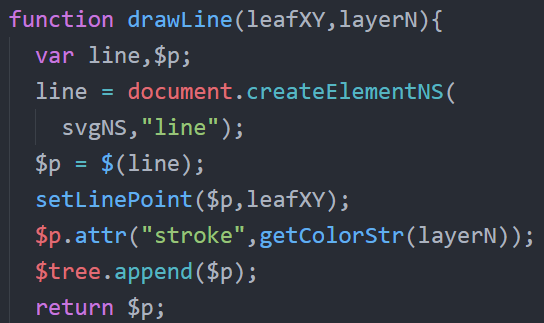 function drawLine(leafXY,layerN){
  var line,$p;
  line = document.createElementNS(
    svgNS,"line");
  $p = $(line);
  setLinePoint($p,leafXY);
  $p.attr("stroke",getColorStr(layerN));
  $tree.append($p);
  return $p;